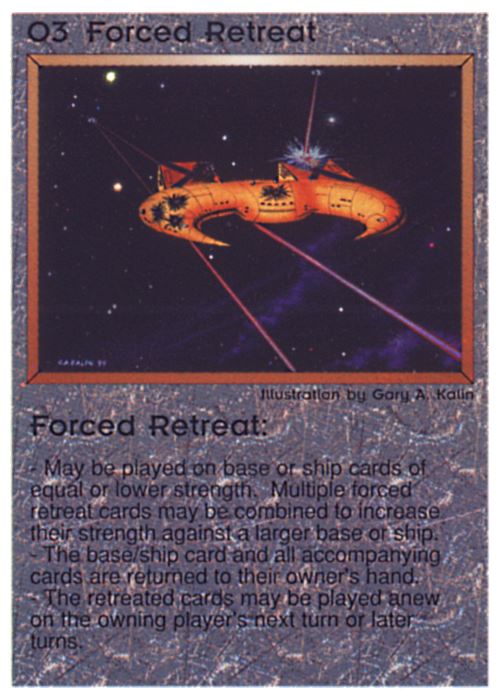 03 Forced Retreat
Illustration by Gary A. Kalin
Forced Retreat:
- May be played on base or ship cards of
equal or lower strength.  Multiple forced
retreat cards may be combined to increase
their strength against a larger base or ship.
- The base/ship card and all accompanying
cards are returned to their owner's hand.
- The retreated cards may be played anew
on the owning player's next turn or later
turns.